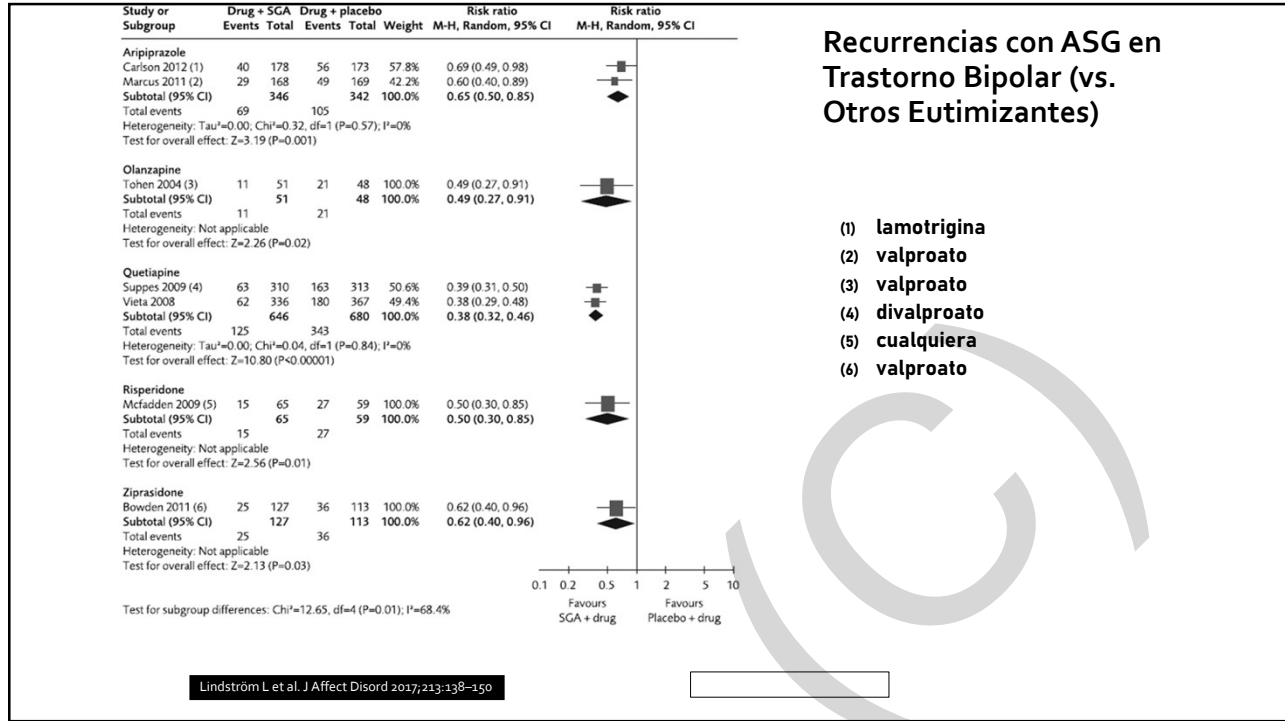 Study or Drug + SGA Drug + placebo Risk ratio Risk ratio
Subgroup Events Total Events Total Weight M-H, Random, 95% CI M-H, Random, 95% CI
Aripiprazole
Carlson 2012 (1) 40 178 56 173 57.8% 0.69 (0.49, 0.98)
Marcus 2011 (2) 29 168 49 169 42.2% 0.60 (0.40, 0.89)
Subtotal (95% CI) 346 342 100.0% 0.65 (0.50, 0.85)
Total events 69 105
Heterogeneity: Tau²=0.00; Chi²=0.32, df=1 (P=0.57); I²=0%
Test for overall effect: Z=3.19 (P=0.001)
Olanzapine
Tohen 2004 (3) 11 51 21 48 100.0% 0.49 (0.27, 0.91)
Subtotal (95% CI) 51 48 100.0% 0.49 (0.27, 0.91)
Total events 11 21
Heterogeneity: Not applicable
Test for overall effect: Z=2.26 (P=0.02)
Quetiapine
Suppes 2009 (4) 63 310 163 313 50.6% 0.39 (0.31, 0.50)
Vieta 2008 62 336 180 367 49.4% 0.38 (0.29, 0.48)
Subtotal (95% CI) 646 680 100.0% 0.38 (0.32, 0.46)
Total events 125 343
Heterogeneity: Tau²=0.00; Chi²=0.04, df=1 (P=0.84); I²=0%
Test for overall effect: Z=10.80 (P<0.00001)
Risperidone
Mcfadden 2009 (5) 15 65 27 59 100.0% 0.50 (0.30, 0.85)
Subtotal (95% CI) 65 59 100.0% 0.50 (0.30, 0.85)
Total events 15 27
Heterogeneity: Not applicable
Test for overall effect: Z=2.56 (P=0.01)
Ziprasidone
Bowden 2011 (6) 25 127 36 113 100.0% 0.62 (0.40, 0.96)
Subtotal (95% CI) 127 113 100.0% 0.62 (0.40, 0.96)
Total events 25 36
Heterogeneity: Not applicable
Test for overall effect: Z=2.13 (P=0.03)
0.1 0.2 0.5 1 2 5 10
Test for subgroup differences: Chi²=12.65, df=4 (P=0.01); I²=68.4%
Favours Favours
SGA + drug Placebo + drug
Recurrencias con ASG en
Trastorno Bipolar (vs.
Otros Eutimizantes)
(1) lamotrigina
(2) valproato
(3) valproato
(4) divalproato
(5) cualquiera
(6) valproato
(C)
Lindström L et al. J Affect Disord 2017;213:138–150